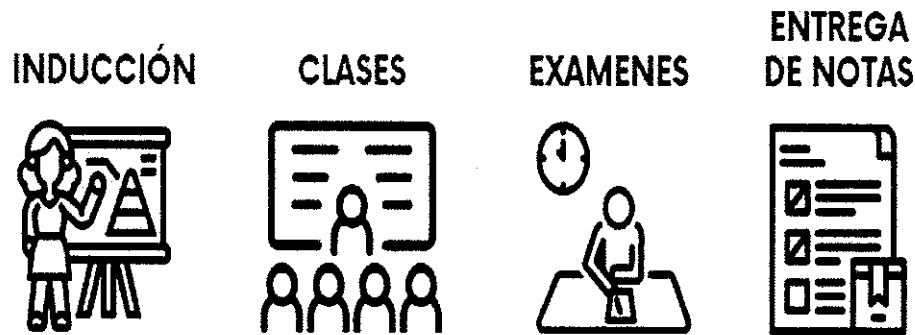 INDUCCIÓN
CLASES
EXAMENES
ENTREGA
DE NOTAS